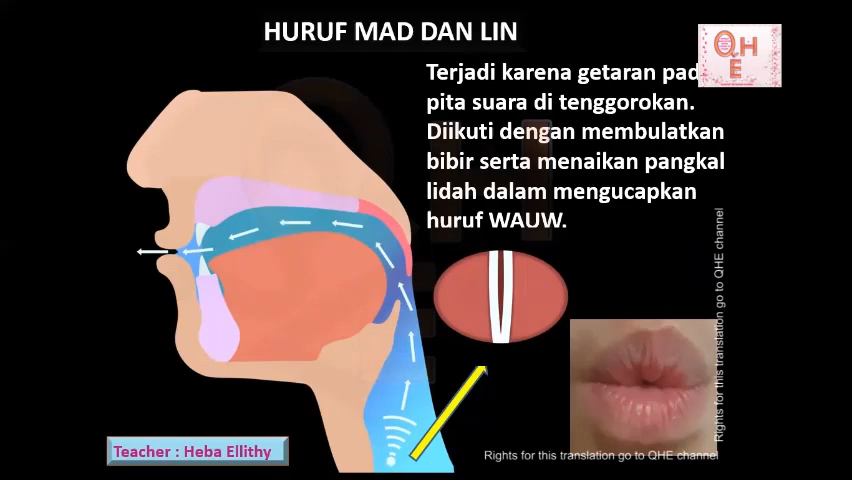 HURUF MAD DAN LIN
QHE
Terjadi karena getaran pad
pita suara di tenggorokan.
Diikuti dengan membulatkan
bibir serta menaikan pangkal
lidah dalam mengucapkan
huruf WAUW.
Rights for this translation go to QHE channel
Teacher : Heba Ellithy
Rights for this translation go to QHE channel